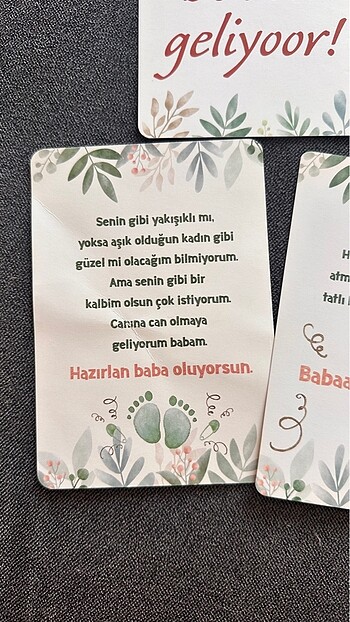 geliyoor!
Senin gibi yakışıklı mı,
yoksa aşık olduğun kadın gibi
güzel mi olacağım bilmiyorum.
Ama senin gibi bir
kalbim olsun çok istiyorum.
Canına can olmaya
geliyorum babam.
Hazırlan baba oluyorsun.